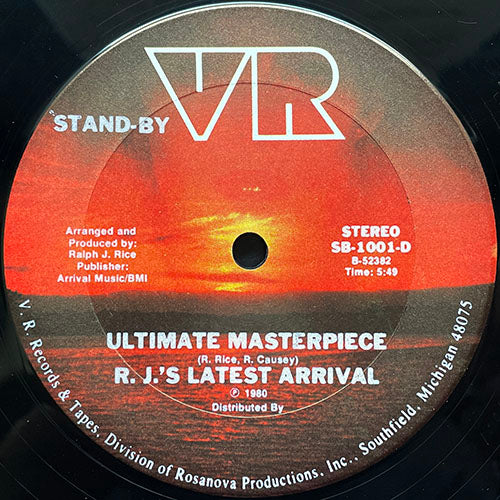 VR
"STAND-BY
Arranged and
Produced by:
Ralph J. Rice
Publisher:
Arrival Music/BMI
STEREO
SB-1001-D
B-52382
Time: 5:49
ULTIMATE MASTERPIECE
(R. Rice, R. Causey)
R. J.'S LATEST ARRIVAL
℗ 1980
Distributed By
V. R Records & Tapes, Division of Rosanova Productions, Inc., Southfield, Michigan 48075